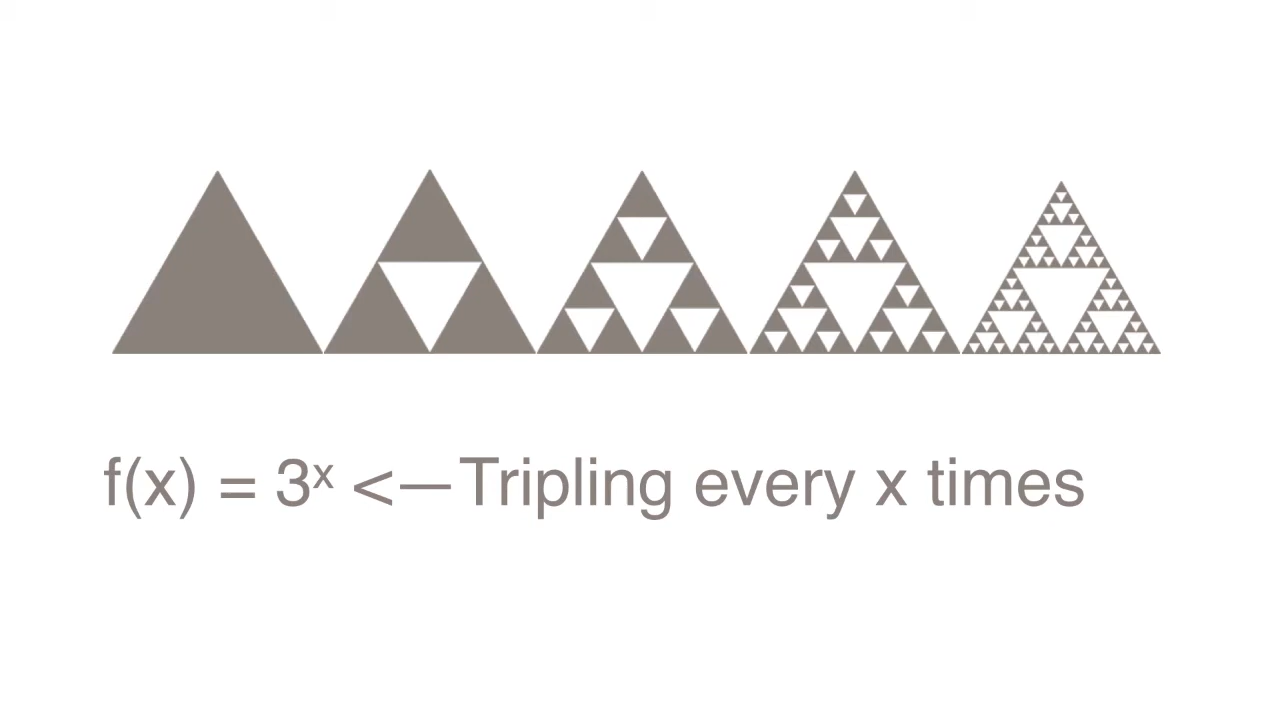 f(x) = 3ˣ <—Tripling every x times